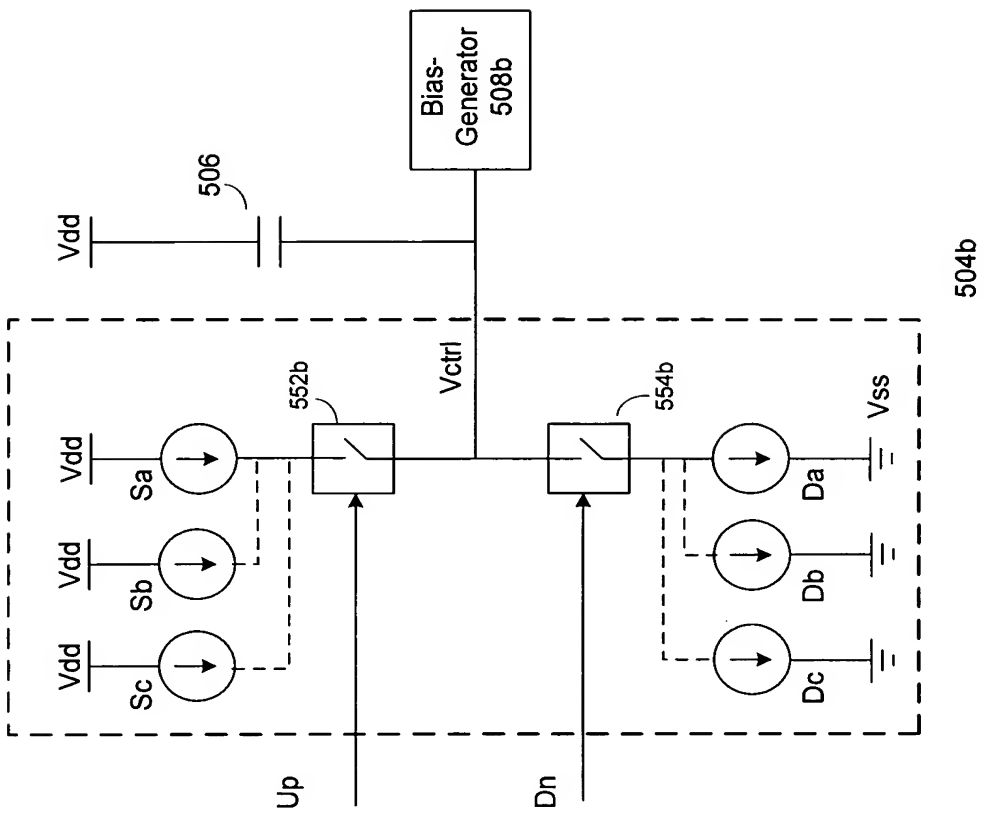 Vdd
Vdd
Vdd
Vdd
506
Sc
Sb
Sa
552b
Up
Vctrl
Bias-
Generator
508b
Dn
554b
Dc
Db
Da
Vss
504b